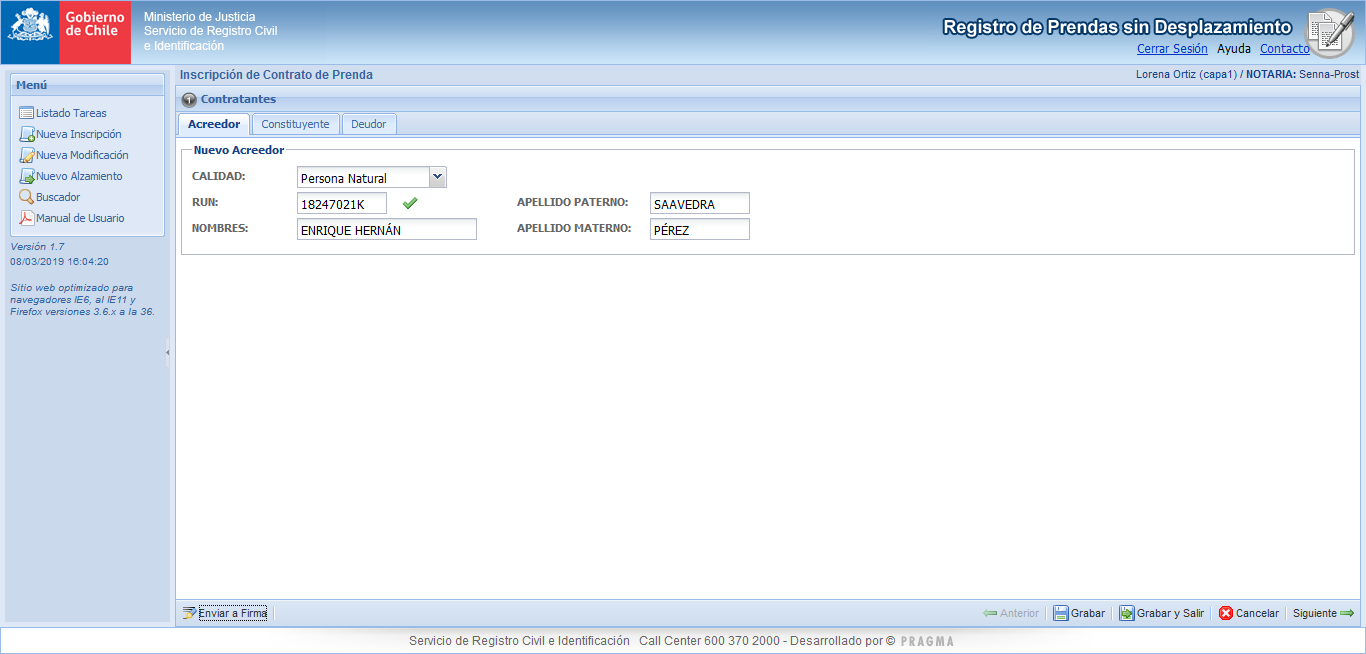 Gobierno
de Chile
Ministerio de Justicia
Servicio de Registro Civil
e Identificación
Registro de Prendas sin Desplazamiento
Cerrar Sesión Ayuda Contacto
Menú
Listado Tareas
Nueva Inscripción
Nueva Modificación
Nuevo Alzamiento
Buscador
Manual de Usuario
Versión 1.7
08/03/2019 16:04:20
Sitio web optimizado para
navegadores IE6, al IE11 y
Firefox versiones 3.6.x a la 36.
Inscripción de Contrato de Prenda
Lorena Ortiz (capa1) / NOTARIA: Senna-Prost
Contratantes
Acreedor Constituyente Deudor
Nuevo Acreedor
CALIDAD: Persona Natural
RUN: 18247021K APELLIDO PATERNO: SAAVEDRA
NOMBRES: ENRIQUE HERNÁN APELLIDO MATERNO: PÉREZ
Enviar a Firma Anterior Grabar Grabar y Salir Cancelar Siguiente
Servicio de Registro Civil e Identificación Call Center 600 370 2000 - Desarrollado por © PRAGMA